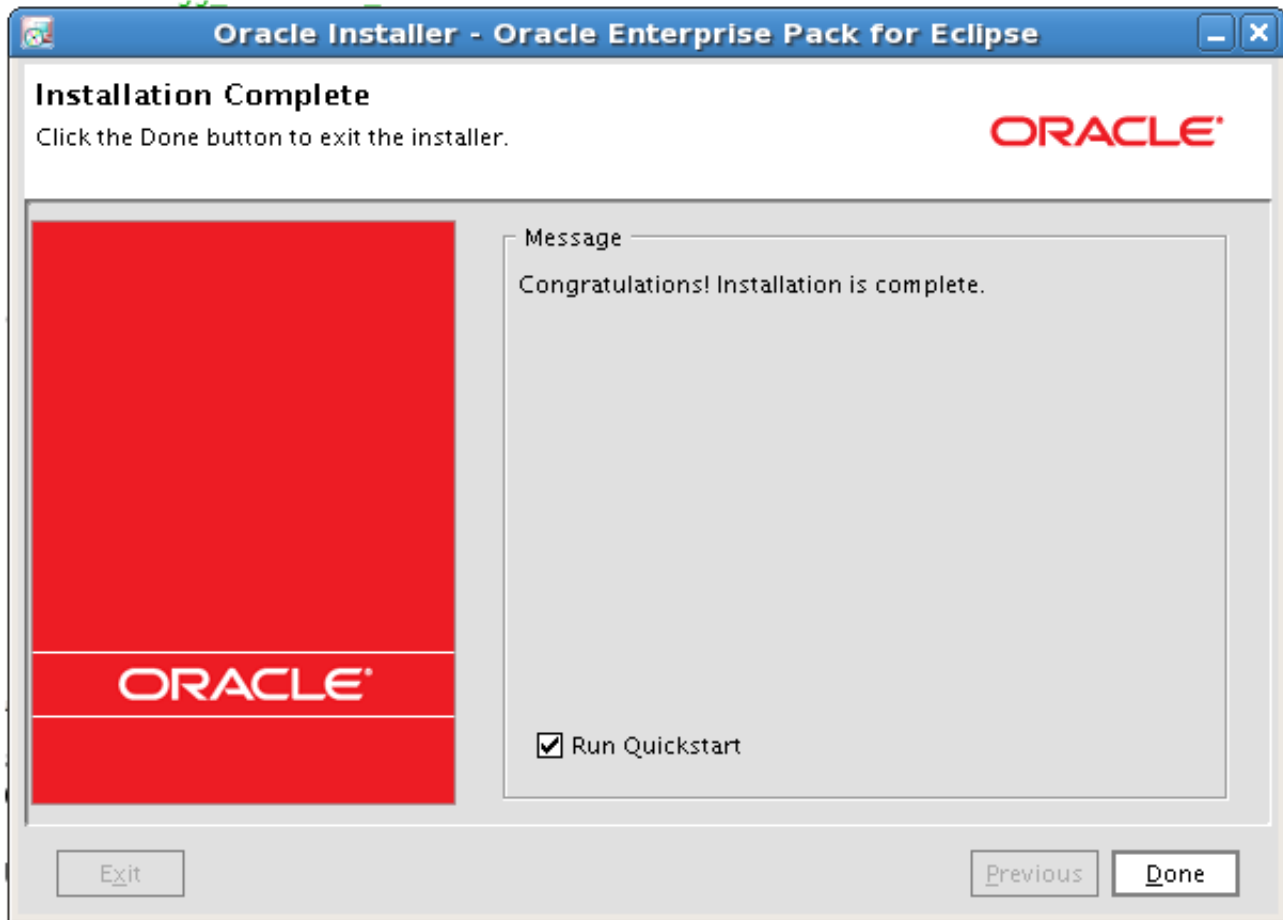 Oracle Installer - Oracle Enterprise Pack for Eclipse
Installation Complete
Click the Done button to exit the installer.
ORACLE
Message
Congratulations! Installation is complete.
ORACLE
Run Quickstart
Exit
Previous
Done